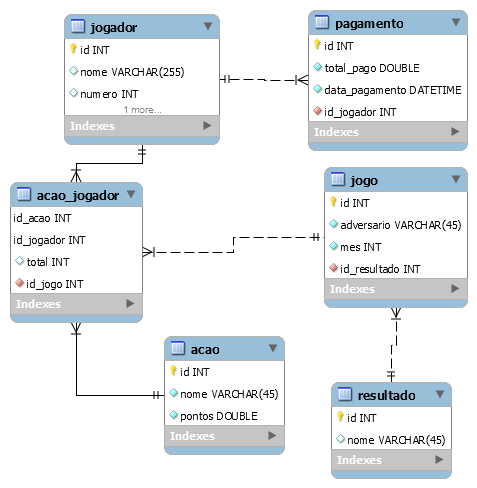 jogador
id INT
nome VARCHAR(255)
numero INT
1 more...
Indexes
pagamento
id INT
total_pago DOUBLE
data_pagamento DATETIME
id_jogador INT
Indexes
acao_jogador
id_acao INT
id_jogador INT
total INT
id_jogo INT
Indexes
jogo
id INT
adversario VARCHAR(45)
mes INT
id_resultado INT
Indexes
acao
id INT
nome VARCHAR(45)
pontos DOUBLE
Indexes
resultado
id INT
nome VARCHAR(45)
Indexes